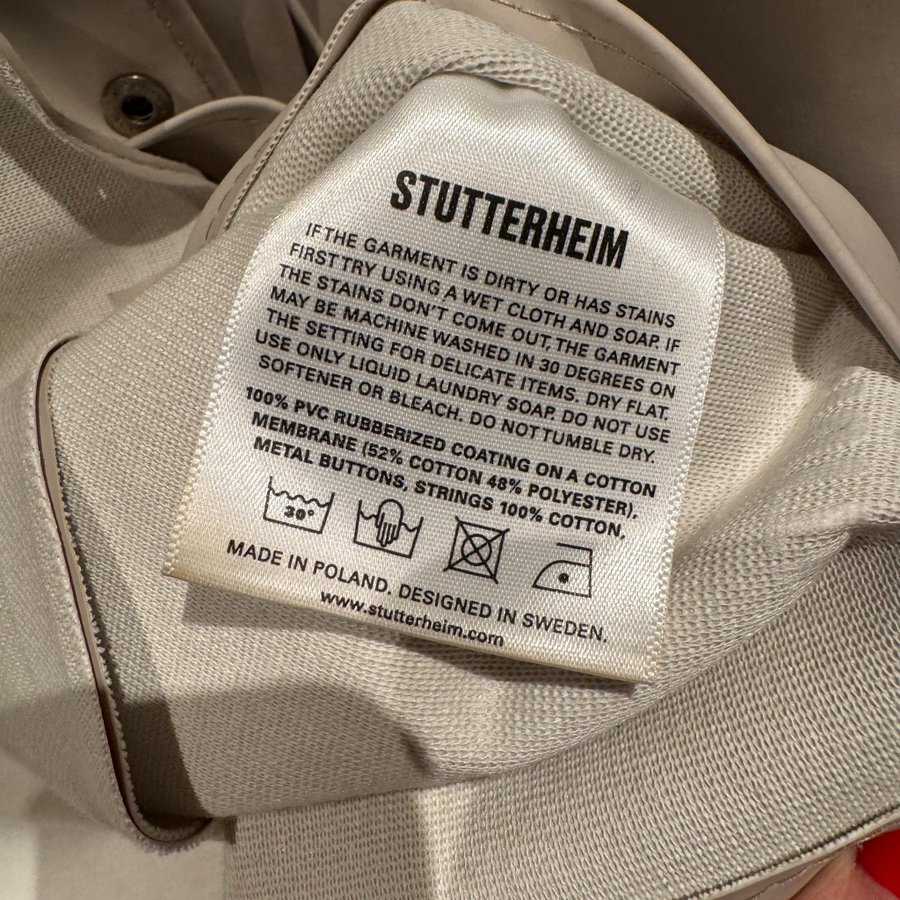 STUTTERHEIM
IF THE GARMENT IS DIRTY OR HAS STAINS
FIRST TRY USING A WET CLOTH AND SOAP. IF
THE STAINS DON'T COME OUT, THE GARMENT
MAY BE MACHINE WASHED IN 30 DEGREES ON
THE SETTING FOR DELICATE ITEMS. DRY FLAT.
USE ONLY LIQUID LAUNDRY SOAP. DO NOT USE
SOFTENER OR BLEACH. DO NOT TUMBLE DRY.
100% PVC RUBBERIZED COATING ON A COTTON
MEMBRANE (52% COTTON 48% POLYESTER),
METAL BUTTONS, STRINGS 100% COTTON,
30°
MADE IN POLAND. DESIGNED IN SWEDEN.
www.stutterheim.com